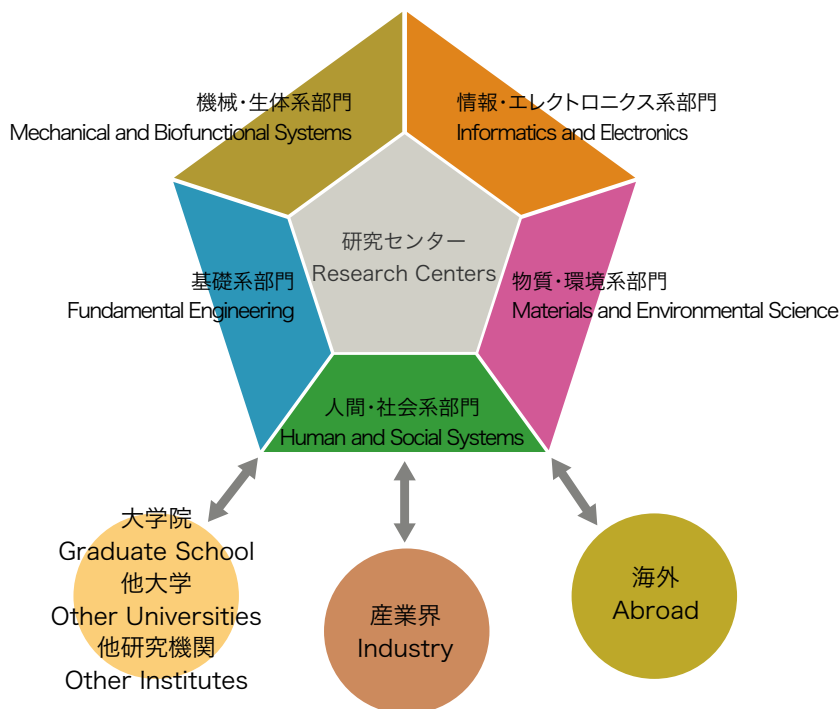 機械・生体系部門
Mechanical and Biofunctional Systems
情報・エレクトロニクス系部門
Informatics and Electronics
研究センター
Research Centers
基礎系部門
Fundamental Engineering
物質・環境系部門
Materials and Environmental Science
人間・社会系部門
Human and Social Systems
大学院
Graduate School
他大学
Other Universities
他研究機関
Other Institutes
産業界
Industry
海外
Abroad